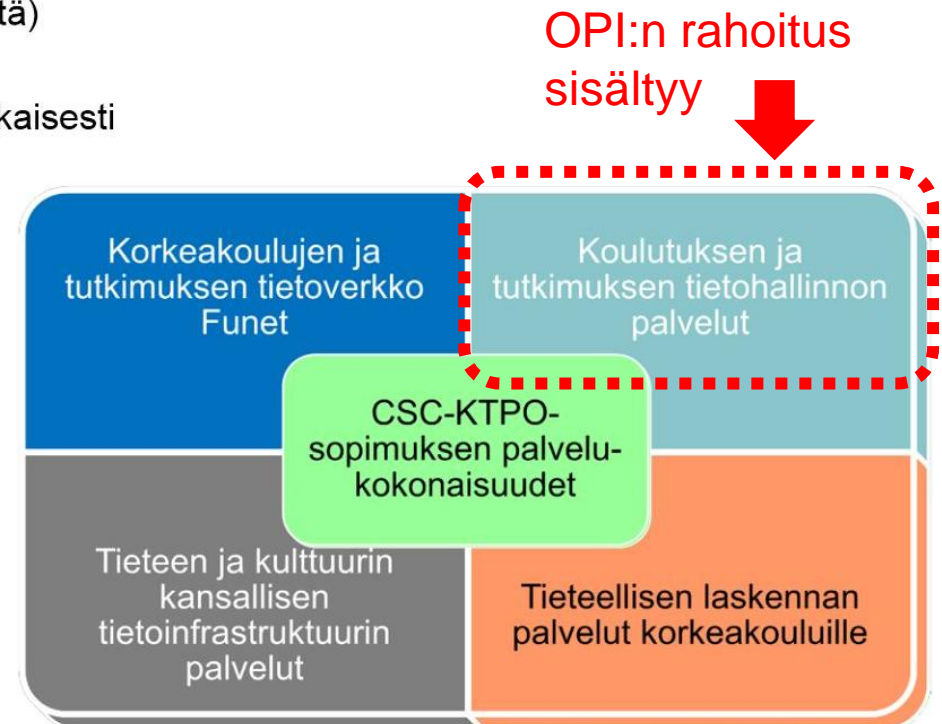 tä)
OPI:n rahoitus
sisältyy
kaisesti
Korkeakoulujen ja
tutkimuksen tietoverkko
Funet
Koulutuksen ja
tutkimuksen tietohallinnon
palvelut
CSC-KTPO-
sopimuksen palvelu-
kokonaisuudet
Tieteen ja kulttuurin
kansallisen
tietoinfrastruktuurin
palvelut
Tieteellisen laskennan
palvelut korkeakouluille